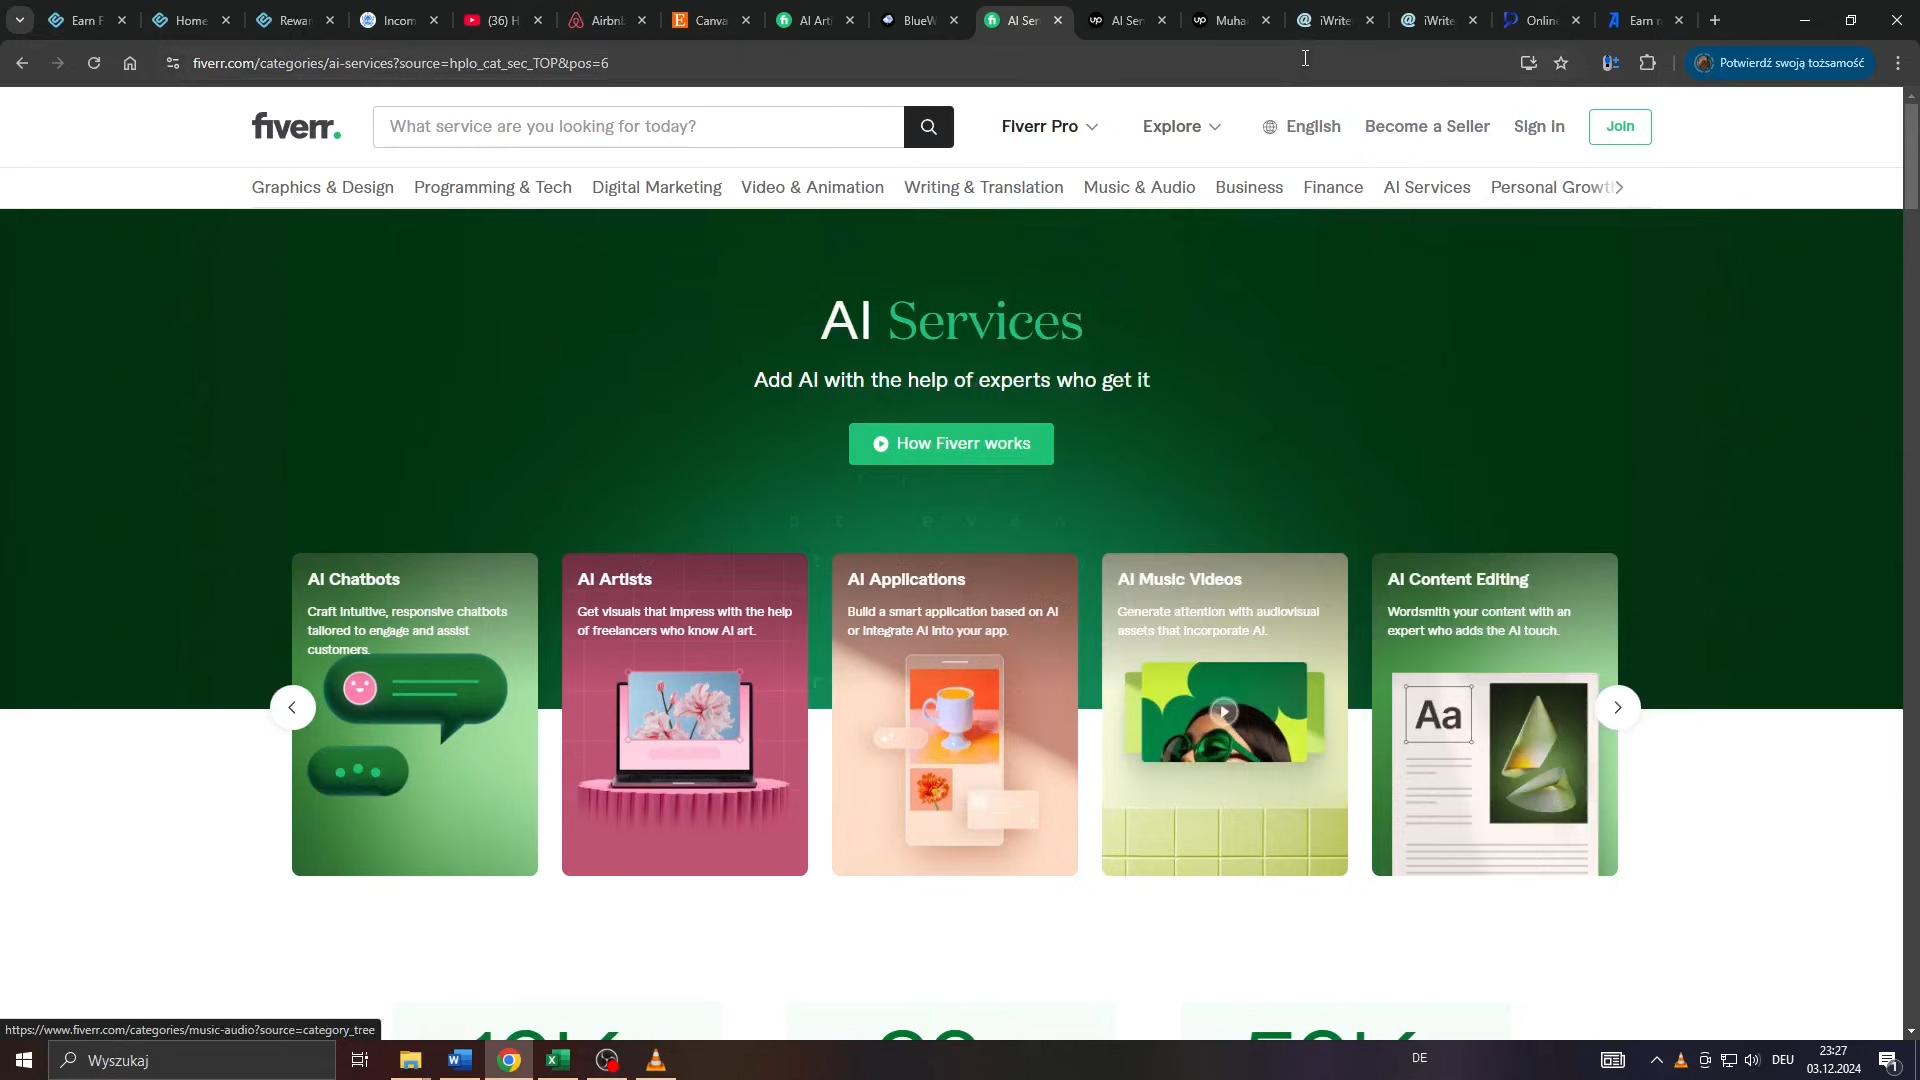 Earn F
Home
Rewar
Incom
(36) H
Airbnb
Canva
AI Arti
BlueW
AI Ser
AI Ser
Muha
iWrite
iWrite
Online
Earn
fiverr.com/categories/ai-services?source=hplo_cat_sec_TOP&pos=6
Potwierdź swoją tożsamość
fiverr.
What service are you looking for today?
Fiverr Pro
Explore
English
Become a Seller
Sign in
Join
Graphics & Design
Programming & Tech
Digital Marketing
Video & Animation
Writing & Translation
Music & Audio
Business
Finance
AI Services
Personal Growth
AI Services
Add AI with the help of experts who get it
How Fiverr works
AI Chatbots
Craft intuitive, responsive chatbots
tailored to engage and assist
customers.
AI Artists
Get visuals that impress with the help
of freelancers who know AI art.
AI Applications
Build a smart application based on AI
or integrate AI into your app.
AI Music Videos
Generate attention with audiovisual
assets that incorporate AI.
AI Content Editing
Wordsmith your content with an
expert who adds the AI touch.
Aa
https://www.fiverr.com/categories/music-audio?source=category_tree
Wyszukaj
DE
DEU
23:27
03.12.2024
1